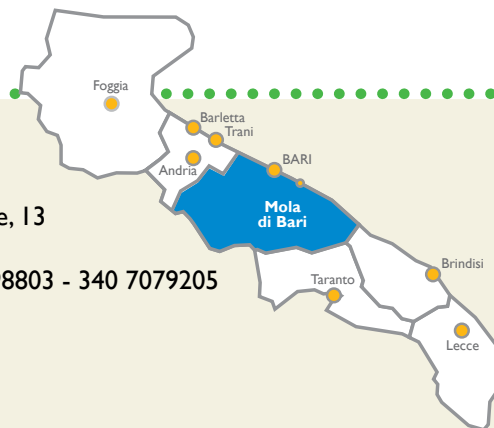 Foggia
Barletta
Trani
Andria
BARI
Mola
di Bari
e, 13
8803 - 340 7079205
Taranto
Brindisi
Lecce